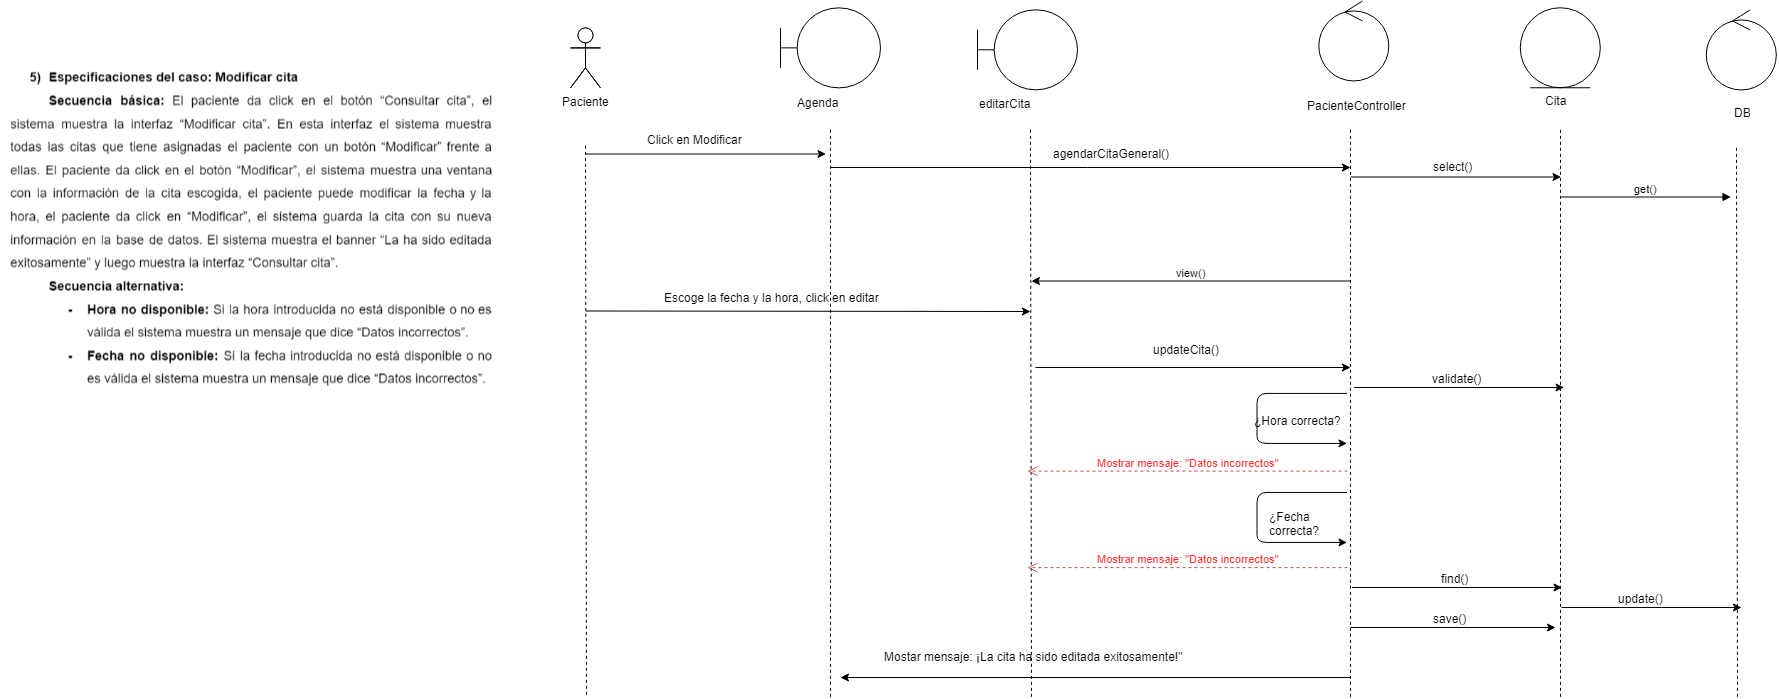 5) Especificaciones del caso: Modificar cita
Secuencia básica: El paciente da click en el botón “Consultar cita”, el
sistema muestra la interfaz “Modificar cita”. En esta interfaz el sistema muestra
todas las citas que tiene asignadas el paciente con un botón “Modificar” frente a
ellas. El paciente da click en el botón “Modificar”, el sistema muestra una ventana
con la información de la cita escogida, el paciente puede modificar la fecha y la
hora, el paciente da click en “Modificar”, el sistema guarda la cita con su nueva
información en la base de datos. El sistema muestra el banner “La ha sido editada
exitosamente” y luego muestra la interfaz “Consultar cita”.
Secuencia alternativa:
- Hora no disponible: Si la hora introducida no está disponible o no es
válida el sistema muestra un mensaje que dice “Datos incorrectos”.
- Fecha no disponible: Si la fecha introducida no está disponible o no
es válida el sistema muestra un mensaje que dice “Datos incorrectos”.
Paciente
Agenda
editarCita
PacienteController
Cita
DB
Click en Modificar
agendarCitaGeneral()
select()
get()
view()
Escoge la fecha y la hora, click en editar
updateCita()
validate()
¿Hora correcta?
Mostrar mensaje: "Datos incorrectos"
¿Fecha
correcta?
Mostrar mensaje: "Datos incorrectos"
find()
update()
save()
Mostar mensaje: ¡La cita ha sido editada exitosamente!"